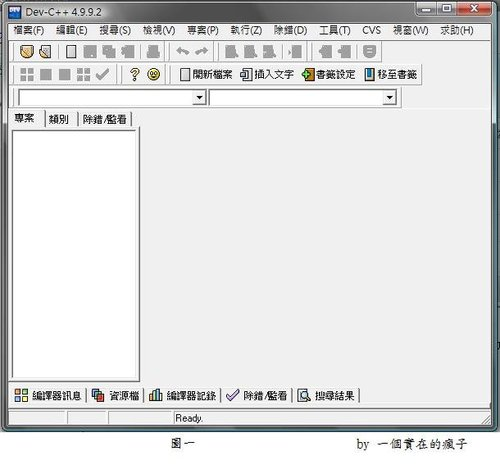 Dev-C++ 4.9.9.2
檔案(F) 編輯(E) 搜尋(S) 檢視(V) 專案(P) 執行(Z) 除錯(D) 工具(T) CVS 視窗(W) 求助(H)
開新檔案 插入文字 書籤設定 移至書籤
專案 類別 除錯/監看
編譯器訊息 資源檔 編譯器記錄 除錯/監看 搜尋結果
Ready.
圖一 by 一個實在的瘋子